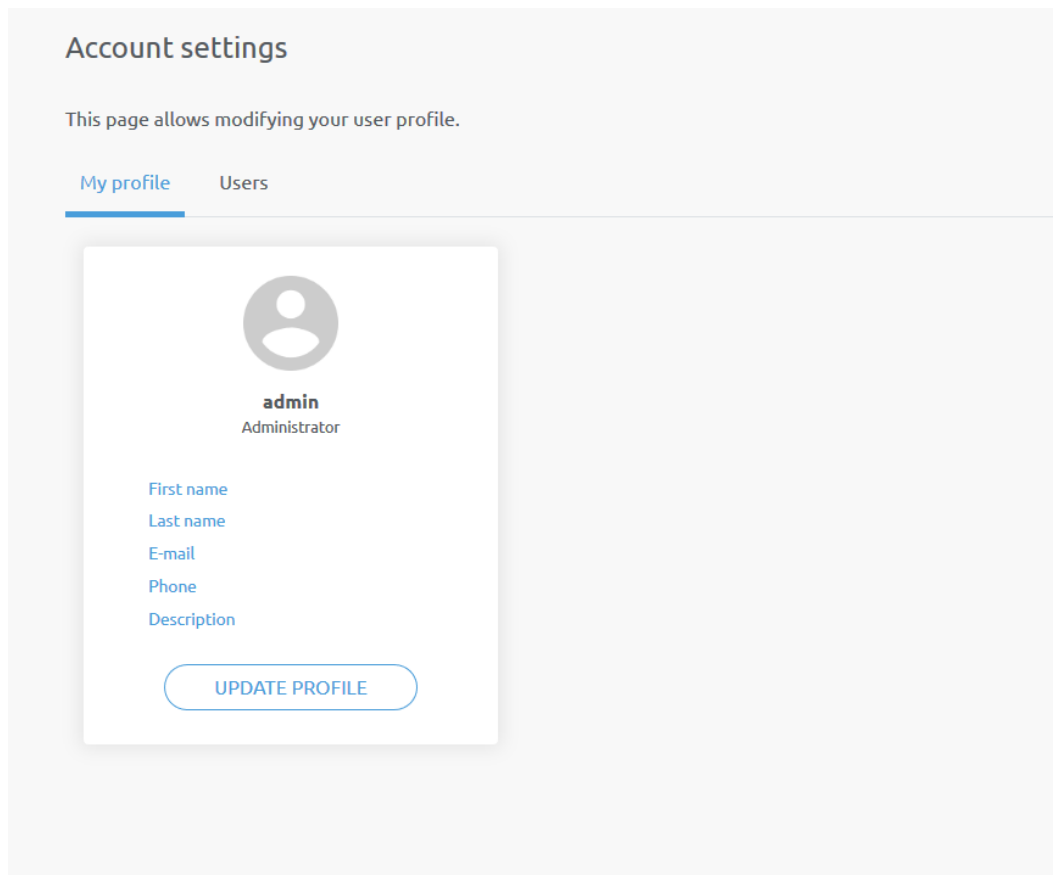 Account settings
This page allows modifying your user profile.
My profile Users
admin
Administrator
First name
Last name
E-mail
Phone
Description
UPDATE PROFILE